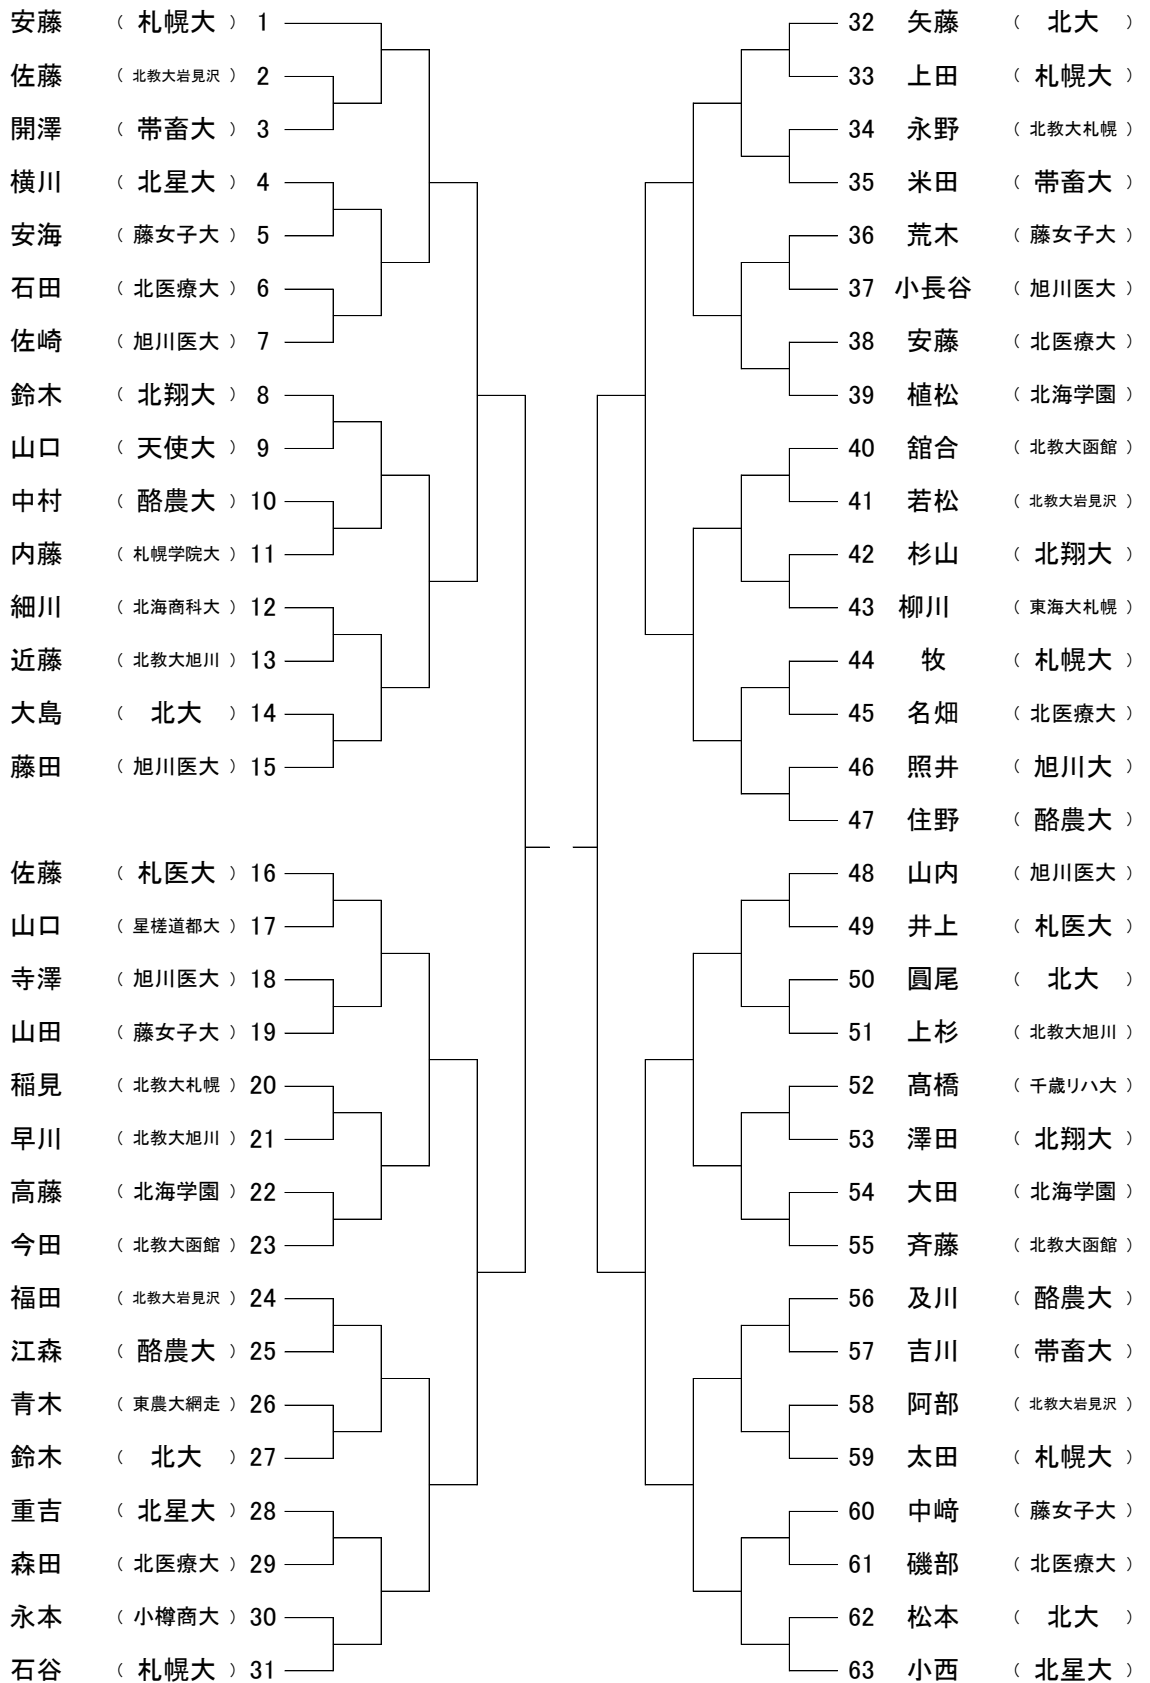 安藤 （ 札幌大 ） 1
佐藤 （ 北教大岩見沢 ） 2
開澤 （ 帯畜大 ） 3
横川 （ 北星大 ） 4
安海 （ 藤女子大 ） 5
石田 （ 北医療大 ） 6
佐崎 （ 旭川医大 ） 7
鈴木 （ 北翔大 ） 8
山口 （ 天使大 ） 9
中村 （ 酪農大 ） 10
内藤 （ 札幌学院大 ） 11
細川 （ 北海商科大 ） 12
近藤 （ 北教大旭川 ） 13
大島 （ 北大 ） 14
藤田 （ 旭川医大 ） 15
佐藤 （ 札医大 ） 16
山口 （ 星槎道都大 ） 17
寺澤 （ 旭川医大 ） 18
山田 （ 藤女子大 ） 19
稲見 （ 北教大札幌 ） 20
早川 （ 北教大旭川 ） 21
高藤 （ 北海学園 ） 22
今田 （ 北教大函館 ） 23
福田 （ 北教大岩見沢 ） 24
江森 （ 酪農大 ） 25
青木 （ 東農大網走 ） 26
鈴木 （ 北大 ） 27
重吉 （ 北星大 ） 28
森田 （ 北医療大 ） 29
永本 （ 小樽商大 ） 30
石谷 （ 札幌大 ） 31
32 矢藤 （ 北大 ）
33 上田 （ 札幌大 ）
34 永野 （ 北教大札幌 ）
35 米田 （ 帯畜大 ）
36 荒木 （ 藤女子大 ）
37 小長谷 （ 旭川医大 ）
38 安藤 （ 北医療大 ）
39 植松 （ 北海学園 ）
40 舘合 （ 北教大函館 ）
41 若松 （ 北教大岩見沢 ）
42 杉山 （ 北翔大 ）
43 柳川 （ 東海大札幌 ）
44 牧 （ 札幌大 ）
45 名畑 （ 北医療大 ）
46 照井 （ 旭川大 ）
47 住野 （ 酪農大 ）
48 山内 （ 旭川医大 ）
49 井上 （ 札医大 ）
50 圓尾 （ 北大 ）
51 上杉 （ 北教大旭川 ）
52 髙橋 （ 千歳リハ大 ）
53 澤田 （ 北翔大 ）
54 大田 （ 北海学園 ）
55 斉藤 （ 北教大函館 ）
56 及川 （ 酪農大 ）
57 吉川 （ 帯畜大 ）
58 阿部 （ 北教大岩見沢 ）
59 太田 （ 札幌大 ）
60 中﨑 （ 藤女子大 ）
61 磯部 （ 北医療大 ）
62 松本 （ 北大 ）
63 小西 （ 北星大 ）